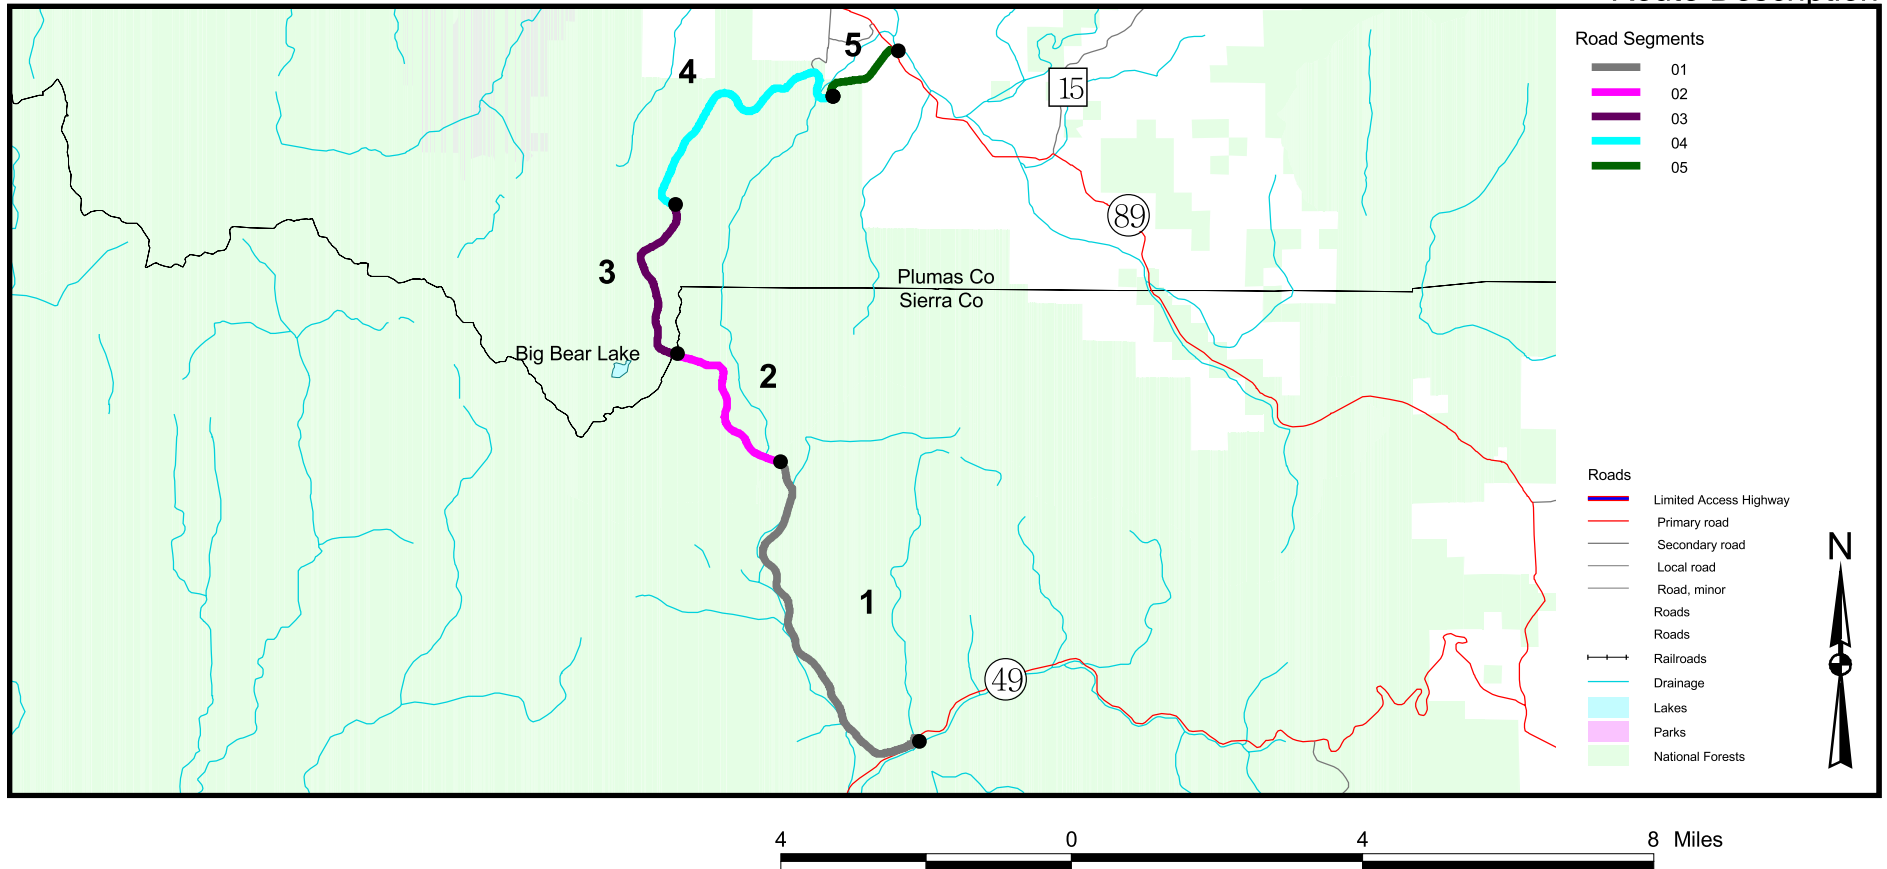 Route Description
Road Segments
01
02
03
04
05
5
4
15
89
3
Plumas Co
Sierra Co
Big Bear Lake
2
1
49
Roads
Limited Access Highway
Primary road
Secondary road
Local road
Road, minor
Roads
Roads
Railroads
Drainage
Lakes
Parks
National Forests
N
4 0 4 8 Miles